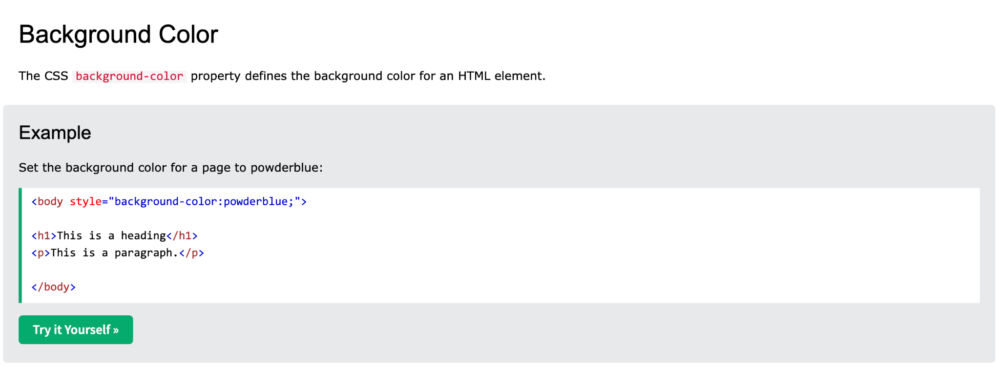 Background Color
The CSS background-color property defines the background color for an HTML element.
Example
Set the background color for a page to powderblue:
<body style="background-color:powderblue;">
<h1>This is a heading</h1>
<p>This is a paragraph.</p>
</body>
Try it Yourself »